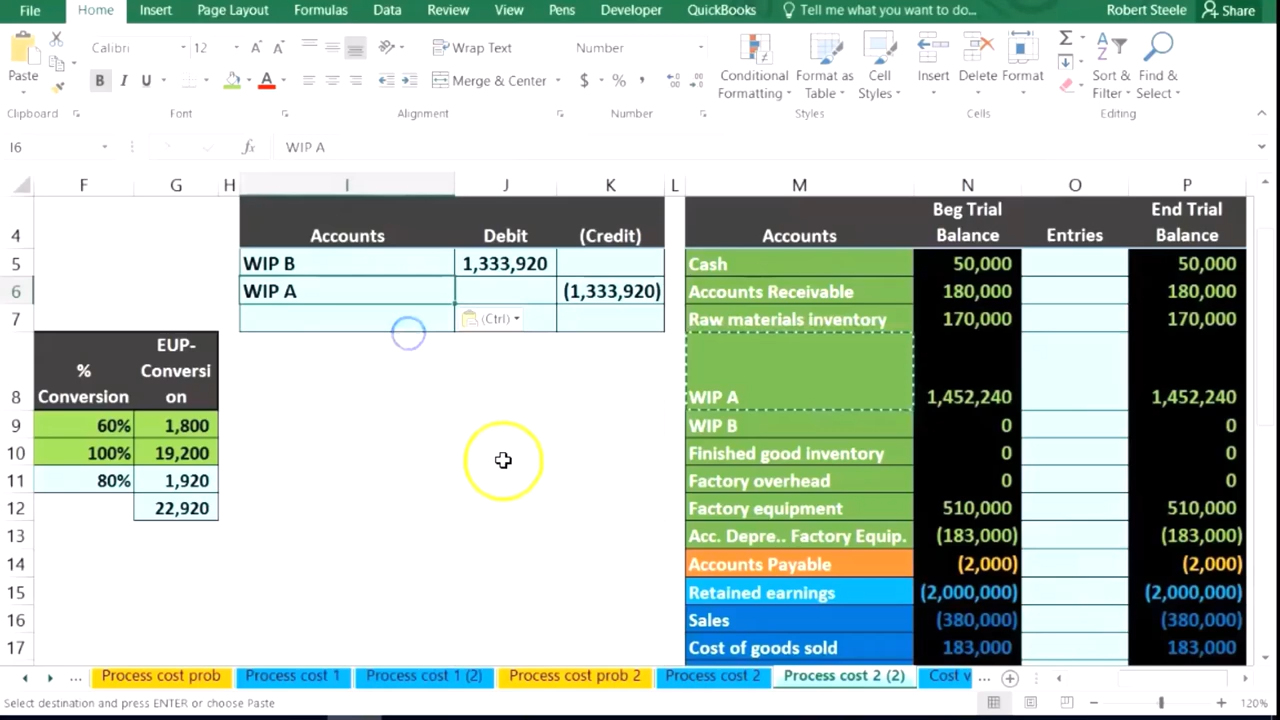 File Home Insert Page Layout Formulas Data Review View Pens Developer QuickBooks Tell me what you want to do... Robert Steele Share
Calibri 12 Wrap Text Number
Paste B I U Merge & Center $ % Conditional Formatting Format as Table Cell Styles Insert Delete Format Sort & Filter Find & Select
Clipboard Font Alignment Number Styles Cells Editing
I6 fx WIP A
F G H I J K L M N O P
4 Accounts Debit (Credit) Accounts Beg Trial Balance Entries End Trial Balance
5 WIP B 1,333,920 Cash 50,000 50,000
6 WIP A (1,333,920) Accounts Receivable 180,000 180,000
7 (Ctrl) Raw materials inventory 170,000 170,000
8 % Conversion EUP-Conversion WIP A 1,452,240 1,452,240
9 60% 1,800 WIP B 0 0
10 100% 19,200 Finished good inventory 0 0
11 80% 1,920 Factory overhead 0 0
12 22,920 Factory equipment 510,000 510,000
13 Acc. Depre.. Factory Equip. (183,000) (183,000)
14 Accounts Payable (2,000) (2,000)
15 Retained earnings (2,000,000) (2,000,000)
16 Sales (380,000) (380,000)
17 Cost of goods sold 183,000 183,000
... Process cost prob Process cost 1 Process cost 1 (2) Process cost prob 2 Process cost 2 Process cost 2 (2) Cost v ...
Select destination and press ENTER or choose Paste 120%